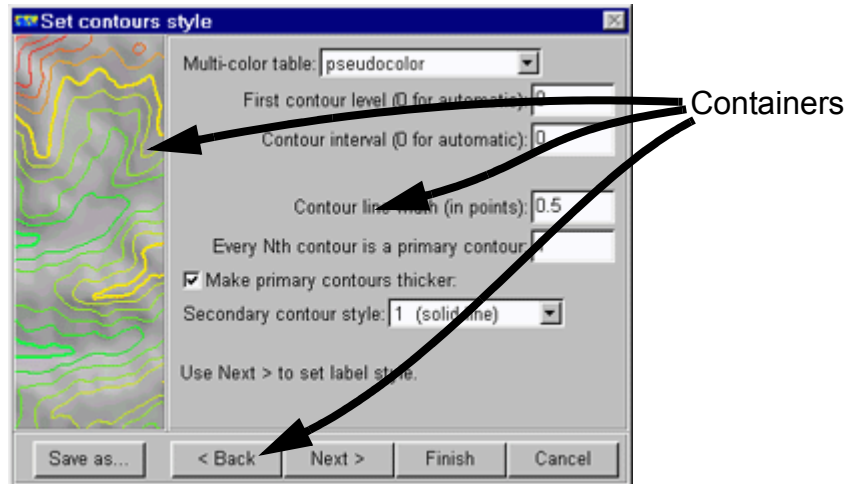 Set contours style
Multi-color table: pseudocolor
First contour level (0 for automatic): 0
Containers
Contour interval (0 for automatic): 0
Contour line width (in points): 0.5
Every Nth contour is a primary contour:
Make primary contours thicker:
Secondary contour style: 1 (solid line)
Use Next > to set label style.
Save as... < Back Next > Finish Cancel